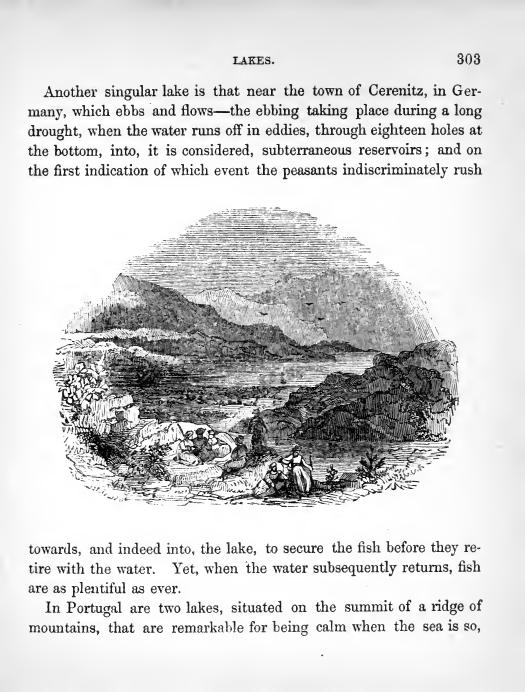 LAKES. 303
Another singular lake is that near the town of Cerenitz, in Ger-
many, which ebbs and flows—the ebbing taking place during a long
drought, when the water runs off in eddies, through eighteen holes at
the bottom, into, it is considered, subterraneous reservoirs; and on
the first indication of which event the peasants indiscriminately rush
towards, and indeed into, the lake, to secure the fish before they re-
tire with the water. Yet, when the water subsequently returns, fish
are as plentiful as ever.
In Portugal are two lakes, situated on the summit of a ridge of
mountains, that are remarkable for being calm when the sea is so,